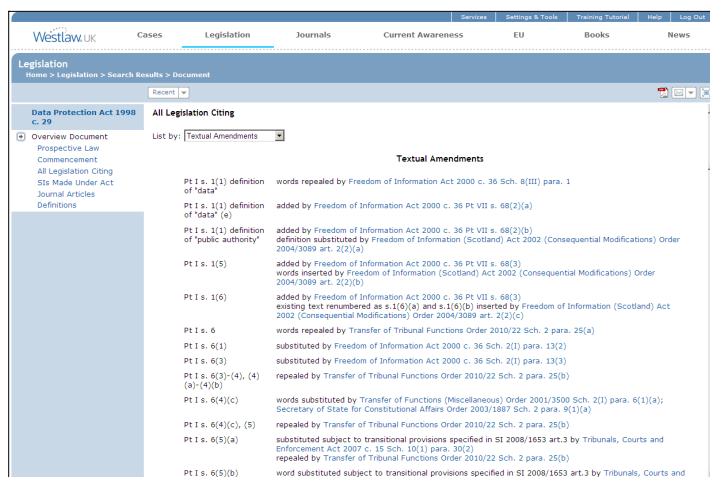 Services Settings & Tools Training Tutorial Help Log Out
Westlaw.UK Cases Legislation Journals Current Awareness EU Books News
Legislation
Home > Legislation > Search Results > Document
Recent
Data Protection Act 1998
c. 29
Overview Document
Prospective Law
Commencement
All Legislation Citing
SIs Made Under Act
Journal Articles
Definitions
All Legislation Citing
List by: Textual Amendments
Textual Amendments
Pt I s. 1(1) definition words repealed by Freedom of Information Act 2000 c. 36 Sch. 8(III) para. 1
of "data"
Pt I s. 1(1) definition added by Freedom of Information Act 2000 c. 36 Pt VII s. 68(2)(a)
of "data" (e)
Pt I s. 1(1) definition added by Freedom of Information Act 2000 c. 36 Pt VII s. 68(2)(b)
of "public authority" definition substituted by Freedom of Information (Scotland) Act 2002 (Consequential Modifications) Order
2004/3089 art. 2(2)(a)
Pt I s. 1(5) added by Freedom of Information Act 2000 c. 36 Pt VII s. 68(3)
words inserted by Freedom of Information (Scotland) Act 2002 (Consequential Modifications) Order
2004/3089 art. 2(2)(b)
Pt I s. 1(6) added by Freedom of Information Act 2000 c. 36 Pt VII s. 68(3)
existing text renumbered as s.1(6)(a) and s.1(6)(b) inserted by Freedom of Information (Scotland) Act
2002 (Consequential Modifications) Order 2004/3089 art. 2(2)(c)
Pt I s. 6 words repealed by Transfer of Tribunal Functions Order 2010/22 Sch. 2 para. 25(a)
Pt I s. 6(1) substituted by Freedom of Information Act 2000 c. 36 Sch. 2(I) para. 13(2)
Pt I s. 6(3) substituted by Freedom of Information Act 2000 c. 36 Sch. 2(I) para. 13(3)
Pt I s. 6(3)-(4), (4) repealed by Transfer of Tribunal Functions Order 2010/22 Sch. 2 para. 25(b)
(a)-(4)(b)
Pt I s. 6(4)(c) words substituted by Transfer of Functions (Miscellaneous) Order 2001/3500 Sch. 2(I) para. 6(1)(a);
Secretary of State for Constitutional Affairs Order 2003/1887 Sch. 2 para. 9(1)(a)
Pt I s. 6(4)(c), (5) repealed by Transfer of Tribunal Functions Order 2010/22 Sch. 2 para. 25(b)
Pt I s. 6(5)(a) substituted subject to transitional provisions specified in SI 2008/1653 art.3 by Tribunals, Courts and
Enforcement Act 2007 c. 15 Sch. 10(1) para. 30(2)
repealed by Transfer of Tribunal Functions Order 2010/22 Sch. 2 para. 25(b)
Pt I s. 6(5)(b) word substituted subject to transitional provisions specified in SI 2008/1653 art.3 by Tribunals, Courts and